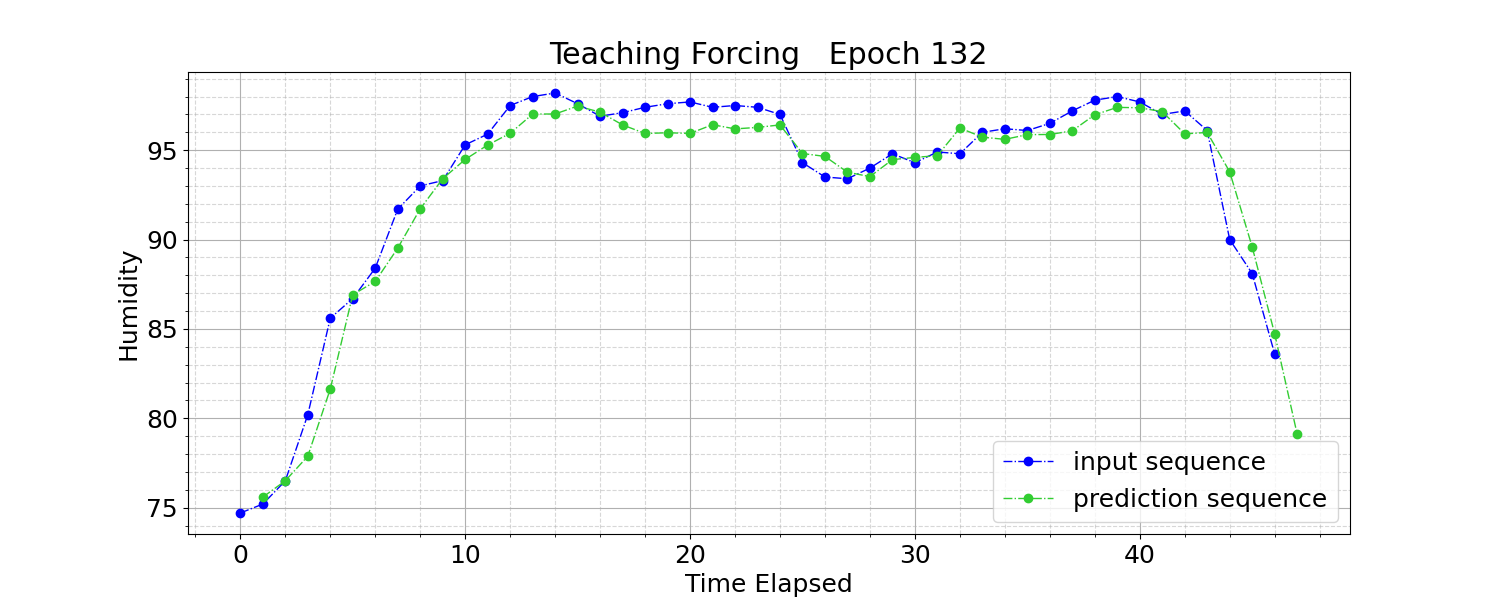 Teaching Forcing   Epoch 132
95
90
85
80
75
Humidity
0 10 20 30 40
Time Elapsed
input sequence
prediction sequence